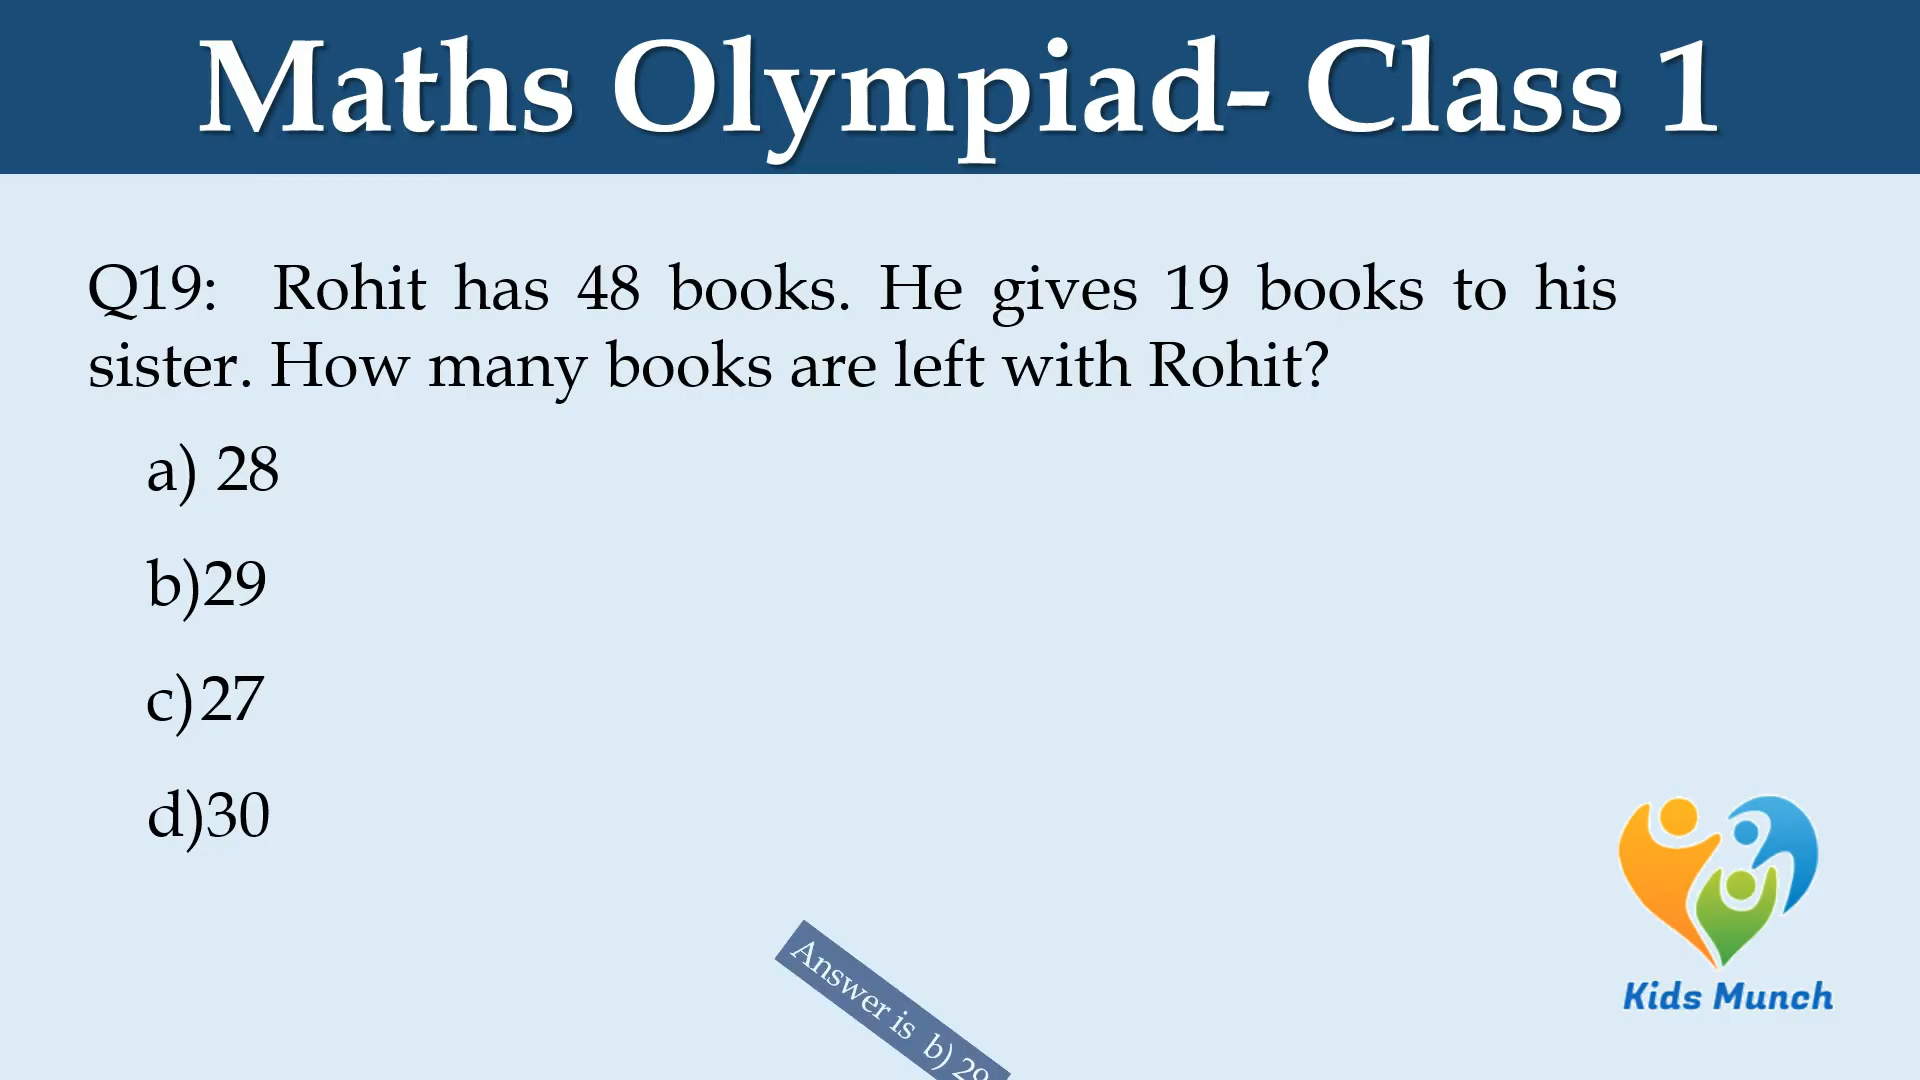 Maths Olympiad- Class 1
Q19: Rohit has 48 books. He gives 19 books to his
sister. How many books are left with Rohit?
a) 28
b)29
c)27
d)30
Answer is b) 29
Kids Munch